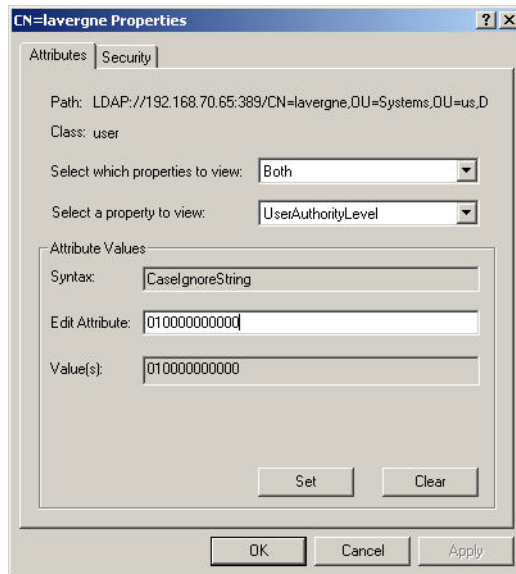 CN=lavergne Properties
Attributes
Security
Path: LDAP://192.168.70.65:389/CN=lavergne,OU=Systems,OU=us,D
Class: user
Select which properties to view: Both
Select a property to view: UserAuthorityLevel
Attribute Values
Syntax: CaseIgnoreString
Edit Attribute: 010000000000
Value(s): 010000000000
Set Clear
OK Cancel Apply